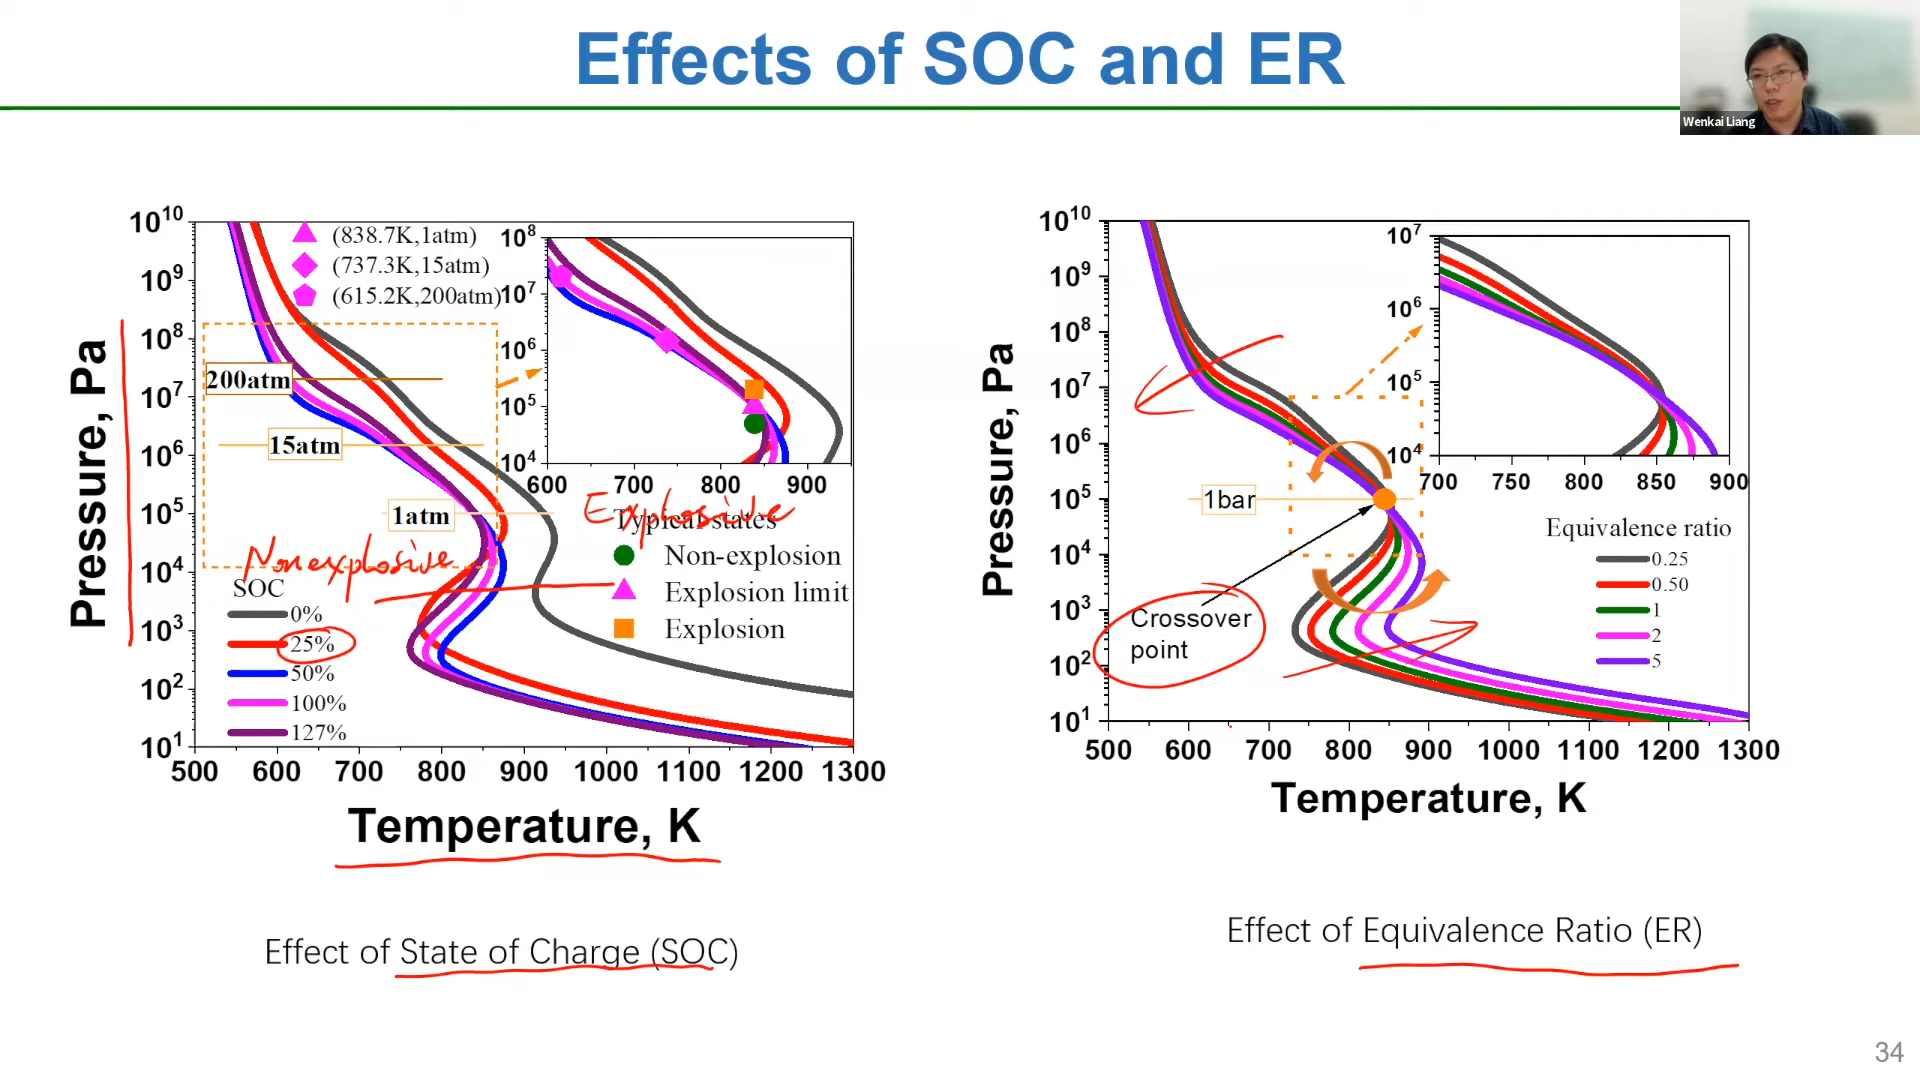 Effects of SOC and ER
Wenkai Liang
Pressure, Pa
10^10
10^9
10^8
10^7
10^6
10^5
10^4
10^3
10^2
10^1
(838.7K,1atm)
(737.3K,15atm)
(615.2K,200atm)
200atm
15atm
1atm
10^8
10^7
10^6
10^5
10^4
600 700 800 900
Explosive
Typical states
Non-explosion
Explosion limit
Explosion
Nonexplosive
SOC
0%
25%
50%
100%
127%
500 600 700 800 900 1000 1100 1200 1300
Temperature, K
Effect of State of Charge (SOC)
Pressure, Pa
10^10
10^9
10^8
10^7
10^6
10^5
10^4
10^3
10^2
10^1
10^7
10^6
10^5
10^4
700 750 800 850 900
1bar
Crossover
point
Equivalence ratio
0.25
0.50
1
2
5
500 600 700 800 900 1000 1100 1200 1300
Temperature, K
Effect of Equivalence Ratio (ER)
34